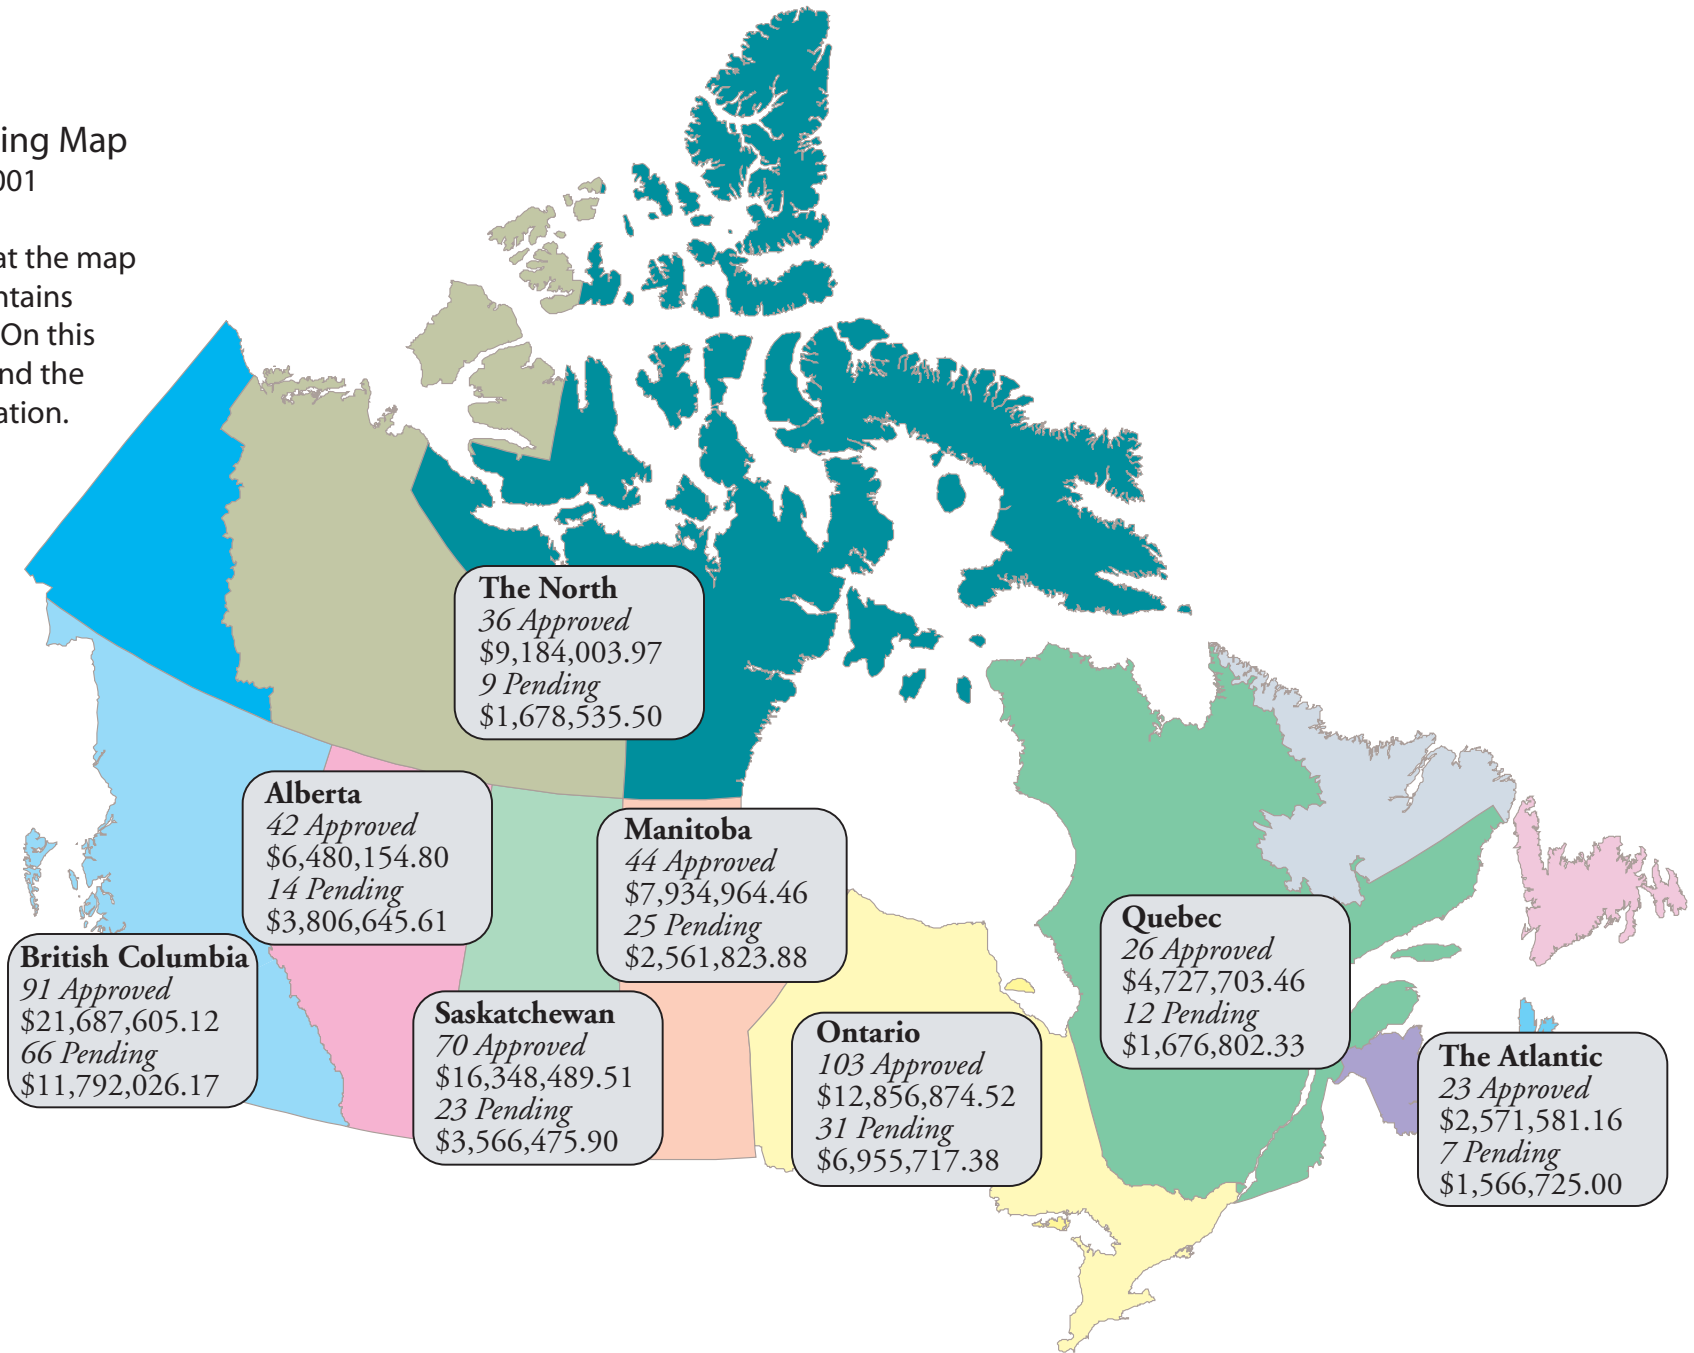 ing Map
001
at the map
ntains
On this
nd the
ation.
The North
36 Approved
$9,184,003.97
9 Pending
$1,678,535.50
Alberta
42 Approved
$6,480,154.80
14 Pending
$3,806,645.61
Manitoba
44 Approved
$7,934,964.46
25 Pending
$2,561,823.88
British Columbia
91 Approved
$21,687,605.12
66 Pending
$11,792,026.17
Saskatchewan
70 Approved
$16,348,489.51
23 Pending
$3,566,475.90
Ontario
103 Approved
$12,856,874.52
31 Pending
$6,955,717.38
Quebec
26 Approved
$4,727,703.46
12 Pending
$1,676,802.33
The Atlantic
23 Approved
$2,571,581.16
7 Pending
$1,566,725.00